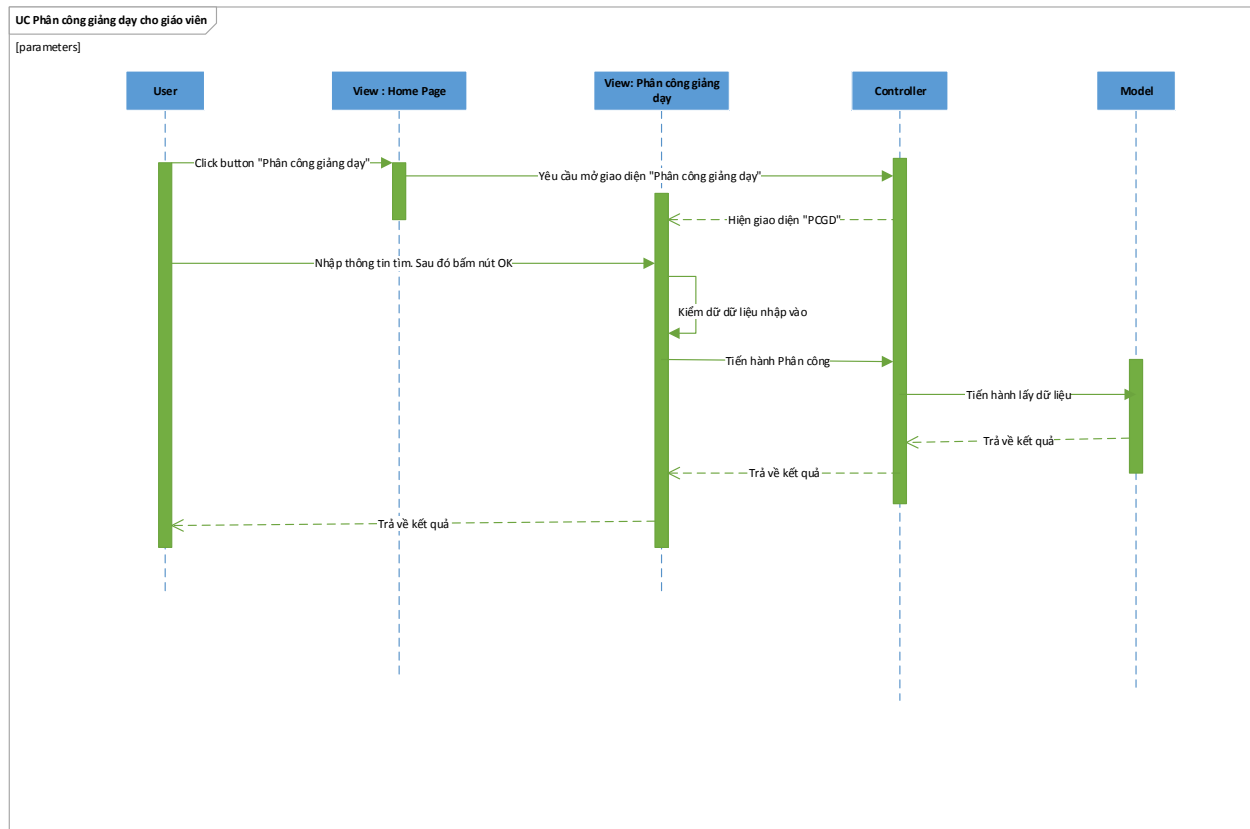 UC Phân công giảng dạy cho giáo viên
[parameters]
User
View : Home Page
View: Phân công giảng
dạy
Controller
Model
Click button "Phân công giảng dạy"
Yêu cầu mở giao diện "Phân công giảng dạy"
Hiện giao diện "PCGD"
Nhập thông tin tìm. Sau đó bấm nút OK
Kiểm dữ dữ liệu nhập vào
Tiến hành Phân công
Tiến hành lấy dữ liệu
Trả về kết quả
Trả về kết quả
Trả về kết quả